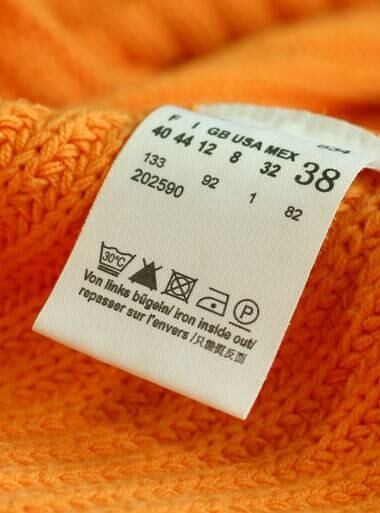 F I GB USA MEX
40 44 12 8 32 38
133 92 1 82
202590
30°C P
Von links bügeln/ iron inside out/
repasser sur l'envers /只應熨反面